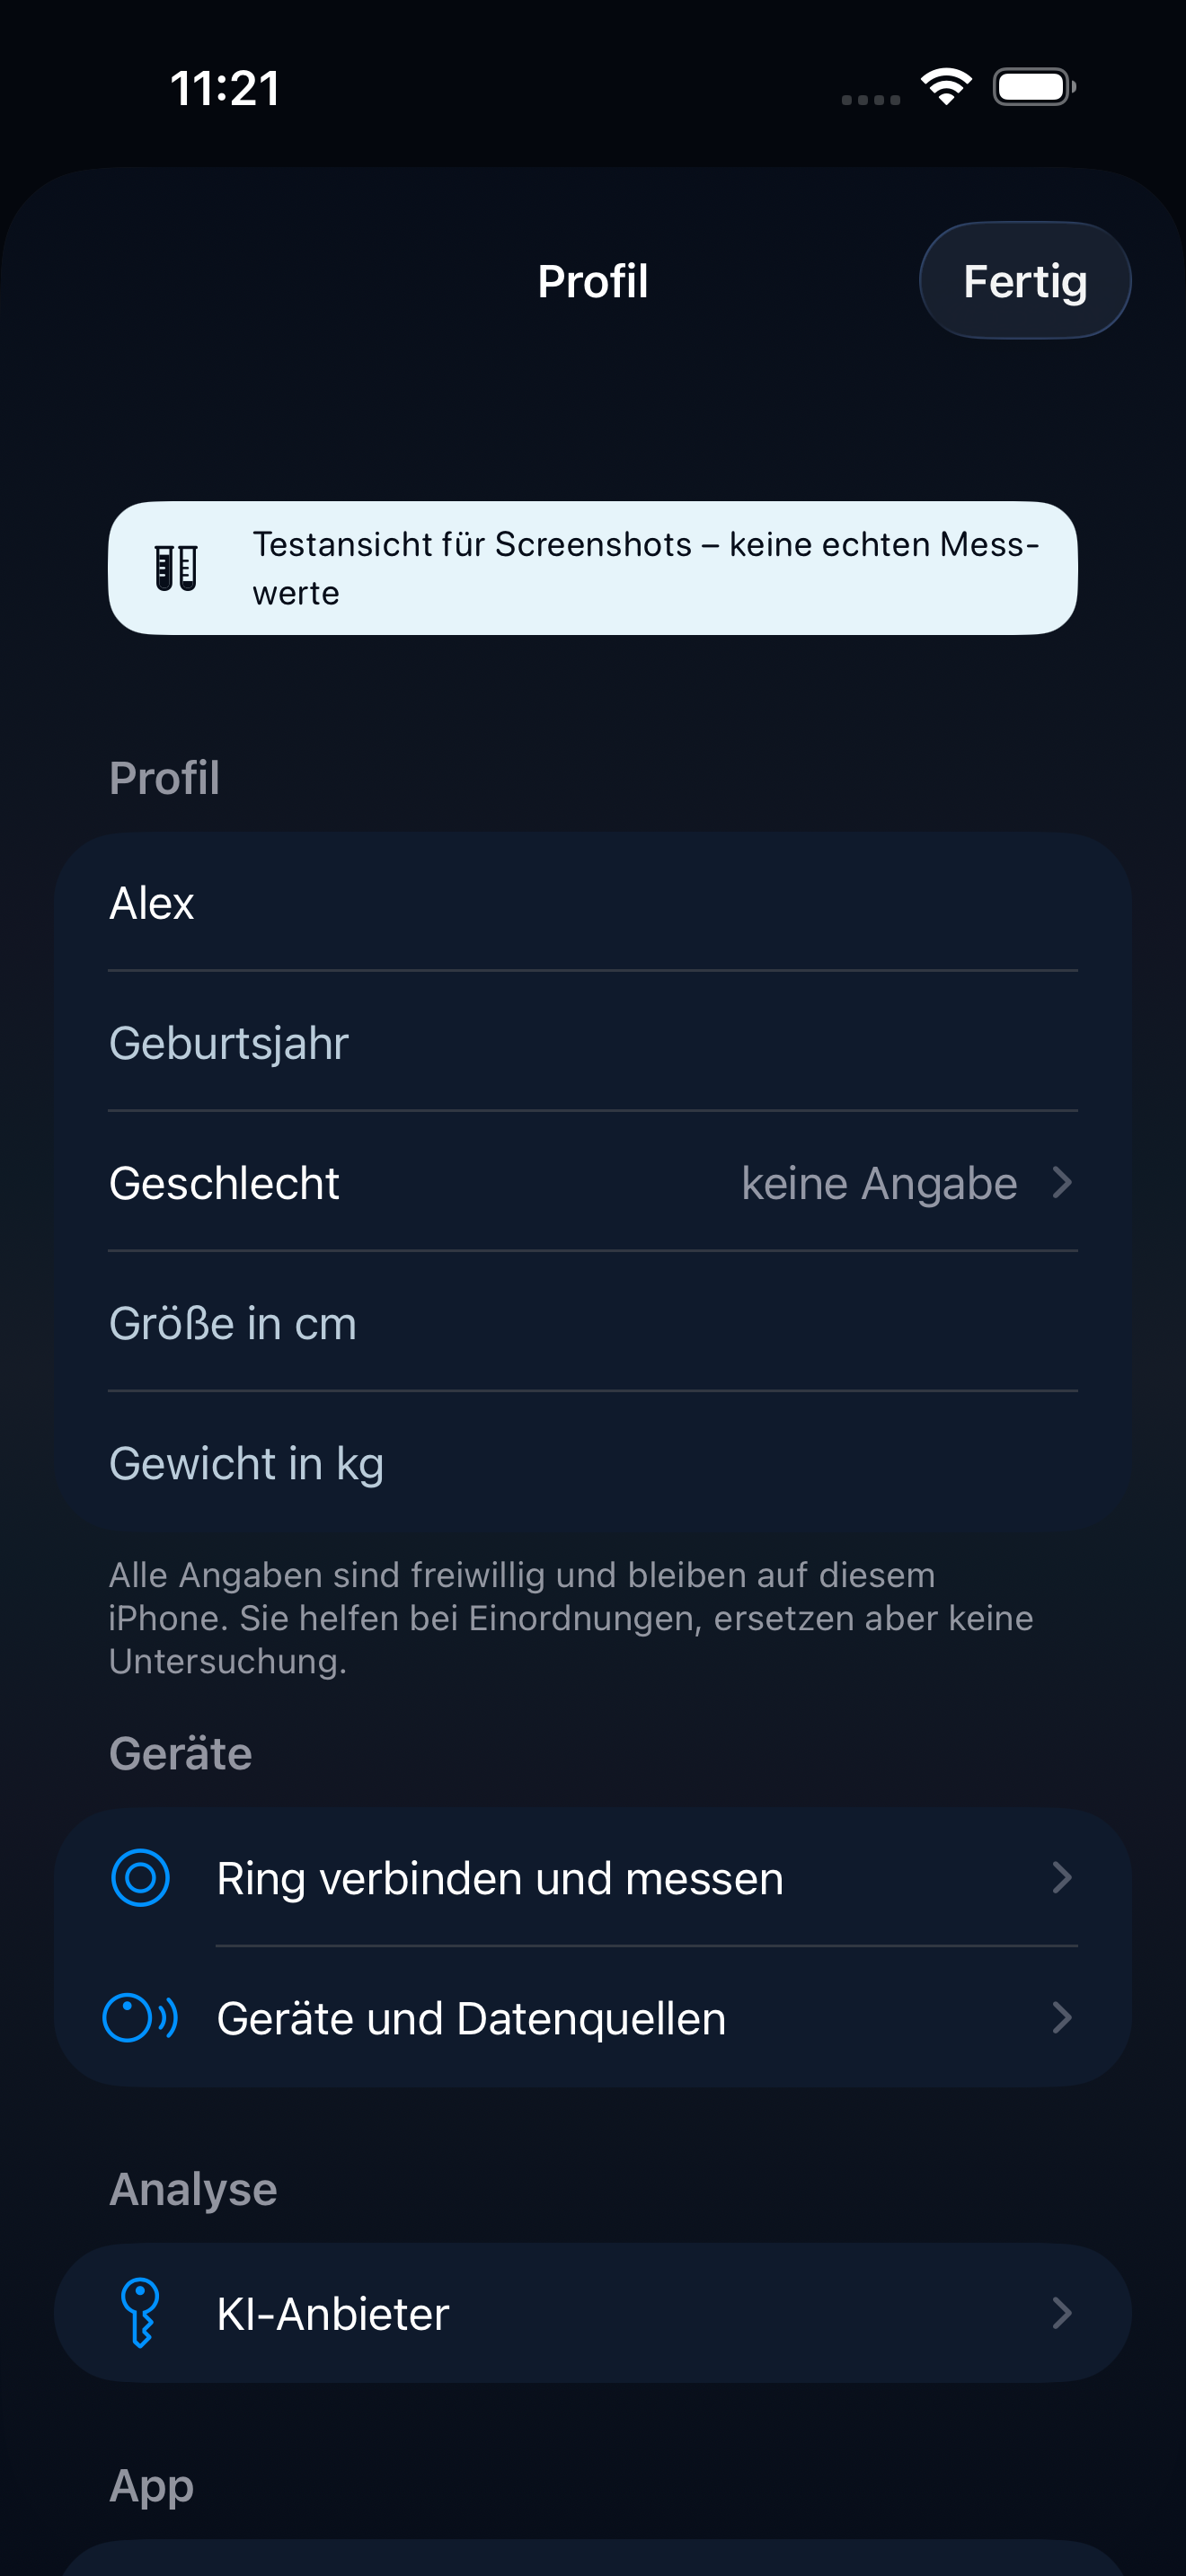 11:21
Profil
Fertig
Testansicht für Screenshots – keine echten Mess-
werte
Profil
Alex
Geburtsjahr
Geschlecht keine Angabe
Größe in cm
Gewicht in kg
Alle Angaben sind freiwillig und bleiben auf diesem
iPhone. Sie helfen bei Einordnungen, ersetzen aber keine
Untersuchung.
Geräte
Ring verbinden und messen
Geräte und Datenquellen
Analyse
KI-Anbieter
App